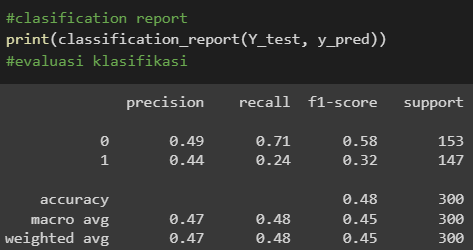 #clasification report
print(classification_report(Y_test, y_pred))
#evaluasi klasifikasi
precision recall f1-score support
0 0.49 0.71 0.58 153
1 0.44 0.24 0.32 147
accuracy 0.48 300
macro avg 0.47 0.48 0.45 300
weighted avg 0.47 0.48 0.45 300